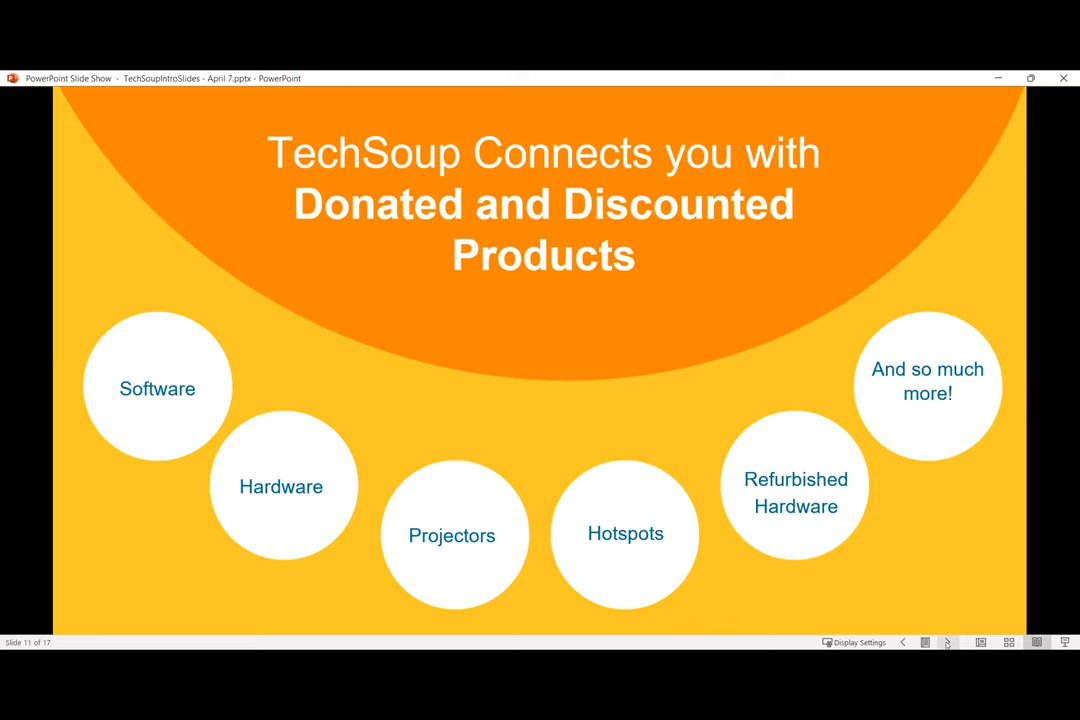 PowerPoint Slide Show - TechSoupIntroSlides - April 7.pptx - PowerPoint
TechSoup Connects you with
Donated and Discounted
Products
Software
Hardware
Projectors
Hotspots
Refurbished
Hardware
And so much
more!
Slide 11 of 17
Display Settings